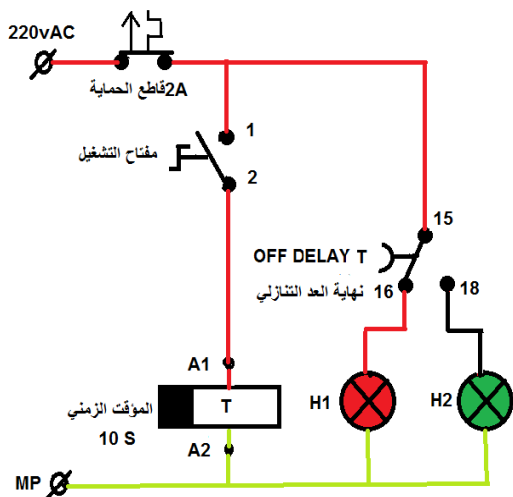 220vAC
قاطع الحماية2A
1
مفتاح التشغيل
2
15
OFF DELAY T
نهاية العد التنازلي
16
18
A1
المؤقت الزمني
T
10 S
A2
H1
H2
MP